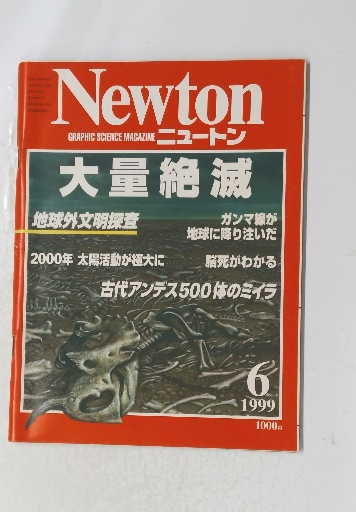 Newton
GRAPHIC SCIENCE MAGAZINE ニュートン
大量絶滅
地球外文明探査
ガンマ線が
地球に降り注いだ
2000年 太陽活動が極大に
脳死がわかる
古代アンデス500体のミイラ
6
1999
1000円